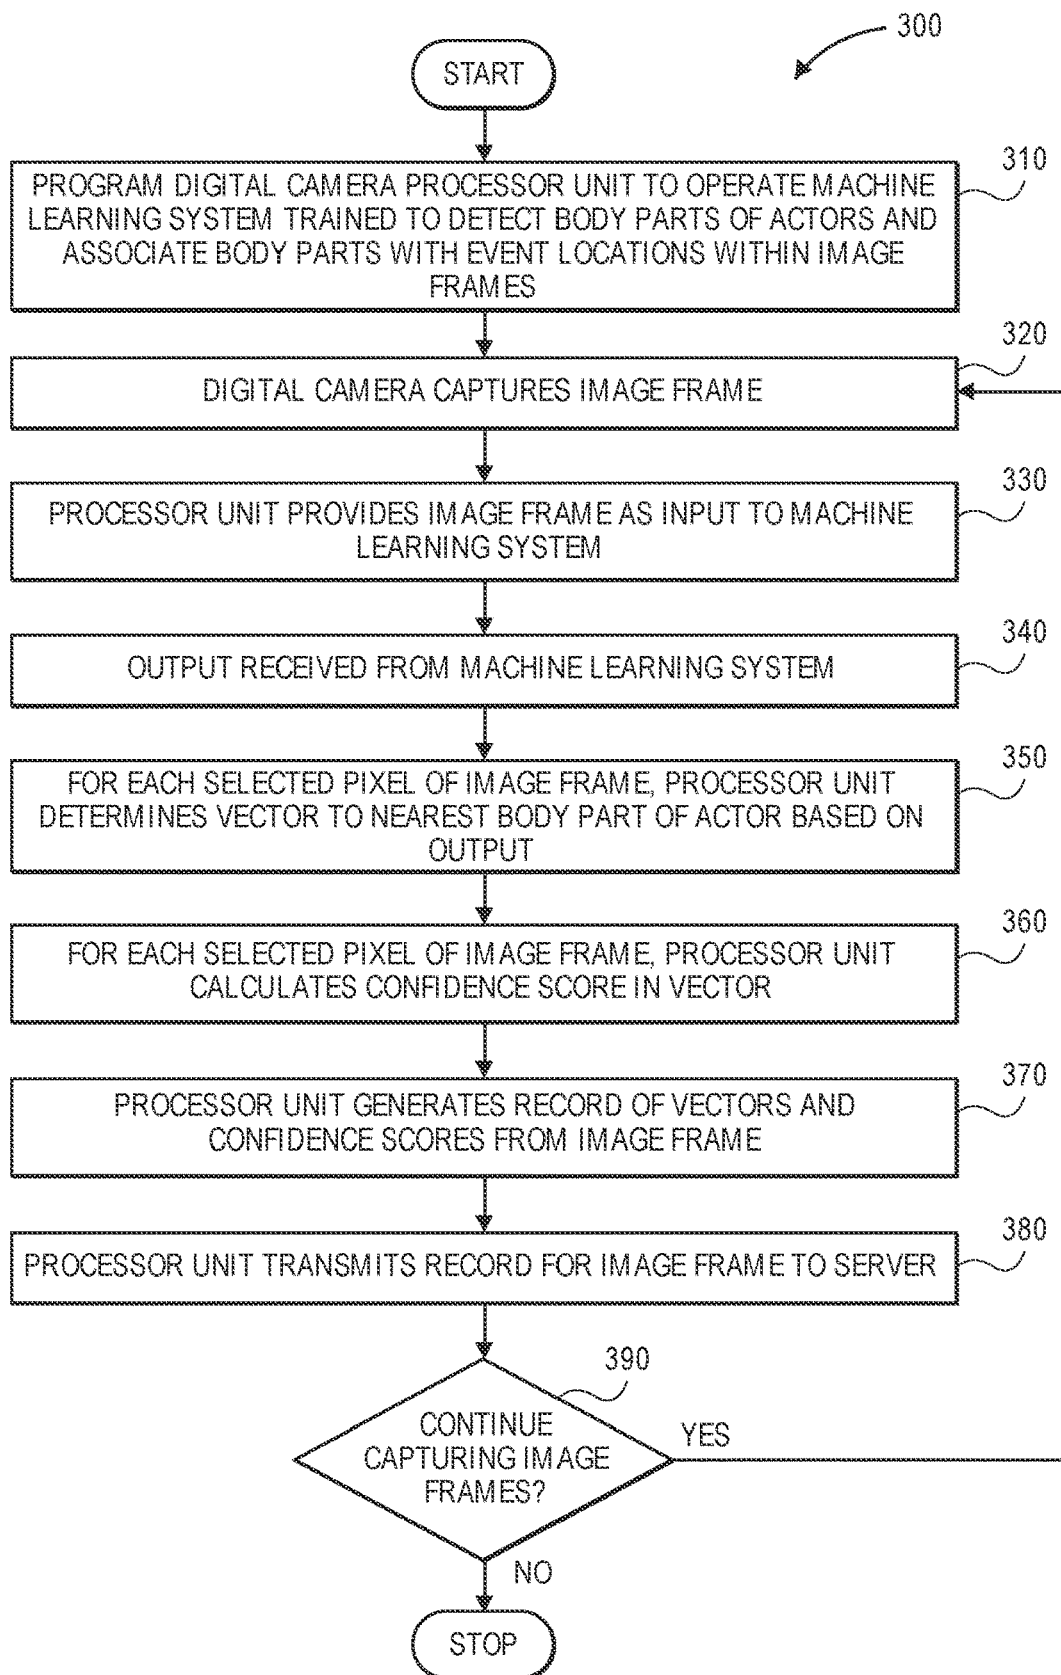 300
START
310
PROGRAM DIGITAL CAMERA PROCESSOR UNIT TO OPERATE MACHINE
LEARNING SYSTEM TRAINED TO DETECT BODY PARTS OF ACTORS AND
ASSOCIATE BODY PARTS WITH EVENT LOCATIONS WITHIN IMAGE
FRAMES
320
DIGITAL CAMERA CAPTURES IMAGE FRAME
330
PROCESSOR UNIT PROVIDES IMAGE FRAME AS INPUT TO MACHINE
LEARNING SYSTEM
340
OUTPUT RECEIVED FROM MACHINE LEARNING SYSTEM
350
FOR EACH SELECTED PIXEL OF IMAGE FRAME, PROCESSOR UNIT
DETERMINES VECTOR TO NEAREST BODY PART OF ACTOR BASED ON
OUTPUT
360
FOR EACH SELECTED PIXEL OF IMAGE FRAME, PROCESSOR UNIT
CALCULATES CONFIDENCE SCORE IN VECTOR
370
PROCESSOR UNIT GENERATES RECORD OF VECTORS AND
CONFIDENCE SCORES FROM IMAGE FRAME
380
PROCESSOR UNIT TRANSMITS RECORD FOR IMAGE FRAME TO SERVER
390
CONTINUE
CAPTURING IMAGE
FRAMES?
YES
NO
STOP